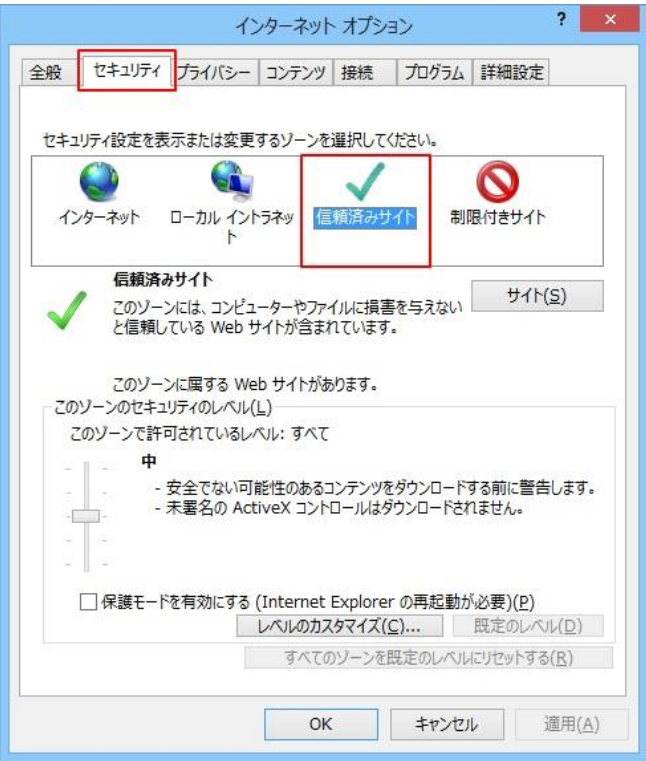 インターネット オプション
? ×
全般 セキュリティ プライバシー コンテンツ 接続 プログラム 詳細設定
セキュリティ設定を表示または変更するゾーンを選択してください。
インターネット
ローカル イントラネッ
ト
信頼済みサイト
制限付きサイト
信頼済みサイト
このゾーンには、コンピューターやファイルに損害を与えない
と信頼している Web サイトが含まれています。
サイト(S)
このゾーンに属する Web サイトがあります。
このゾーンのセキュリティのレベル(L)
このゾーンで許可されているレベル: すべて
中
- 安全でない可能性のあるコンテンツをダウンロードする前に警告します。
- 未署名の ActiveX コントロールはダウンロードされません。
保護モードを有効にする (Internet Explorer の再起動が必要)(P)
レベルのカスタマイズ(C)... 既定のレベル(D)
すべてのゾーンを既定のレベルにリセットする(R)
OK キャンセル 適用(A)